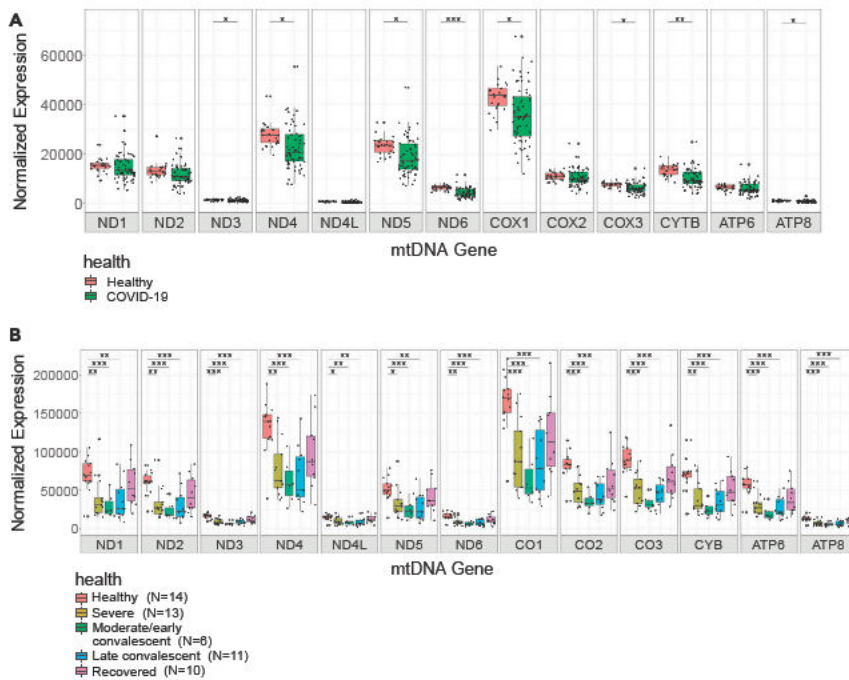 A
* * * *** * * ** *
Normalized Expression
60000
40000
20000
0
ND1 ND2 ND3 ND4 ND4L ND5 ND6 COX1 COX2 COX3 CYTB ATP6 ATP8
mtDNA Gene
health
Healthy
COVID-19
B
** *** *** *** ** ** *** *** *** *** *** *** ***
*** *** *** *** ** *** *** *** *** *** *** *** ***
** ** *** ** * * ** *** *** *** ** *** ***
Normalized Expression
200000
150000
100000
50000
0
ND1 ND2 ND3 ND4 ND4L ND5 ND6 CO1 CO2 CO3 CYB ATP6 ATP8
mtDNA Gene
health
Healthy (N=14)
Severe (N=13)
Moderate/early
convalescent (N=6)
Late convalescent (N=11)
Recovered (N=10)